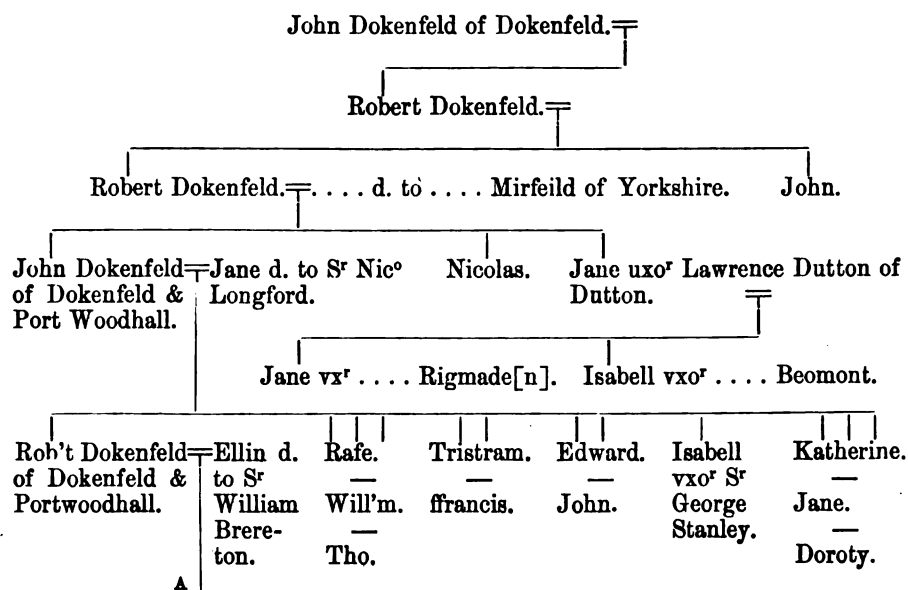 John Dokenfeld of Dokenfeld.
Robert Dokenfeld.
Robert Dokenfeld. . . . . d. to . . . . Mirfeild of Yorkshire. John.
John Dokenfeld
of Dokenfeld &
Port Woodhall.
Jane d. to Sʳ Nicᵒ
Longford.
Nicolas.
Jane uxoʳ Lawrence Dutton of
Dutton.
Jane vxʳ . . . . Rigmade[n]. Isabell vxoʳ . . . . Beomont.
Rob't Dokenfeld
of Dokenfeld &
Portwoodhall.
Ellin d.
to Sʳ
William
Brere-
ton.
Rafe.
—
Will'm.
—
Tho.
Tristram.
—
ffrancis.
Edward.
—
John.
Isabell
vxoʳ Sʳ
George
Stanley.
Katherine.
—
Jane.
—
Doroty.
A